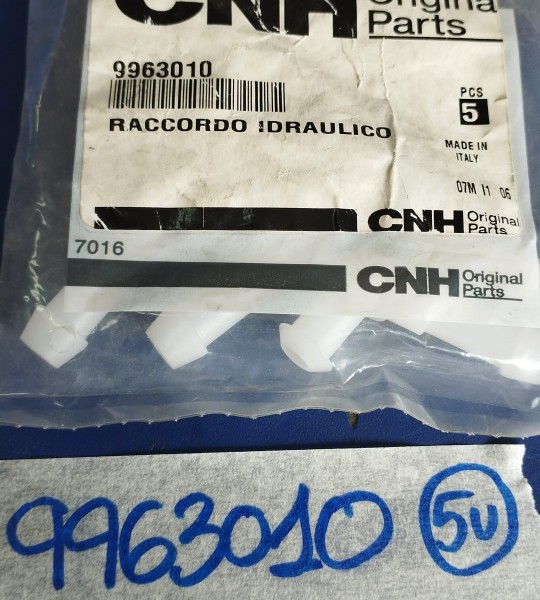 CNH Original
Parts
9963010
PCS
5
RACCORDO IDRAULICO
MADE IN
ITALY
07M 11 06
CNH Original
Parts
7016
CNH Original
Parts
9963010 5U